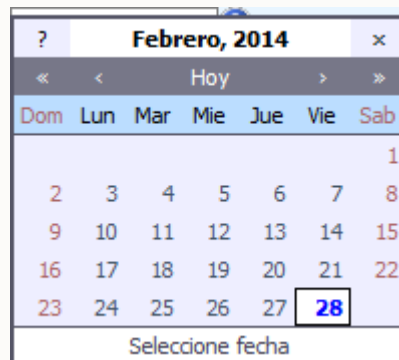 ? Febrero, 2014 ×
« ‹ Hoy › »
Dom Lun Mar Mie Jue Vie Sab
1
2 3 4 5 6 7 8
9 10 11 12 13 14 15
16 17 18 19 20 21 22
23 24 25 26 27 28
Seleccione fecha